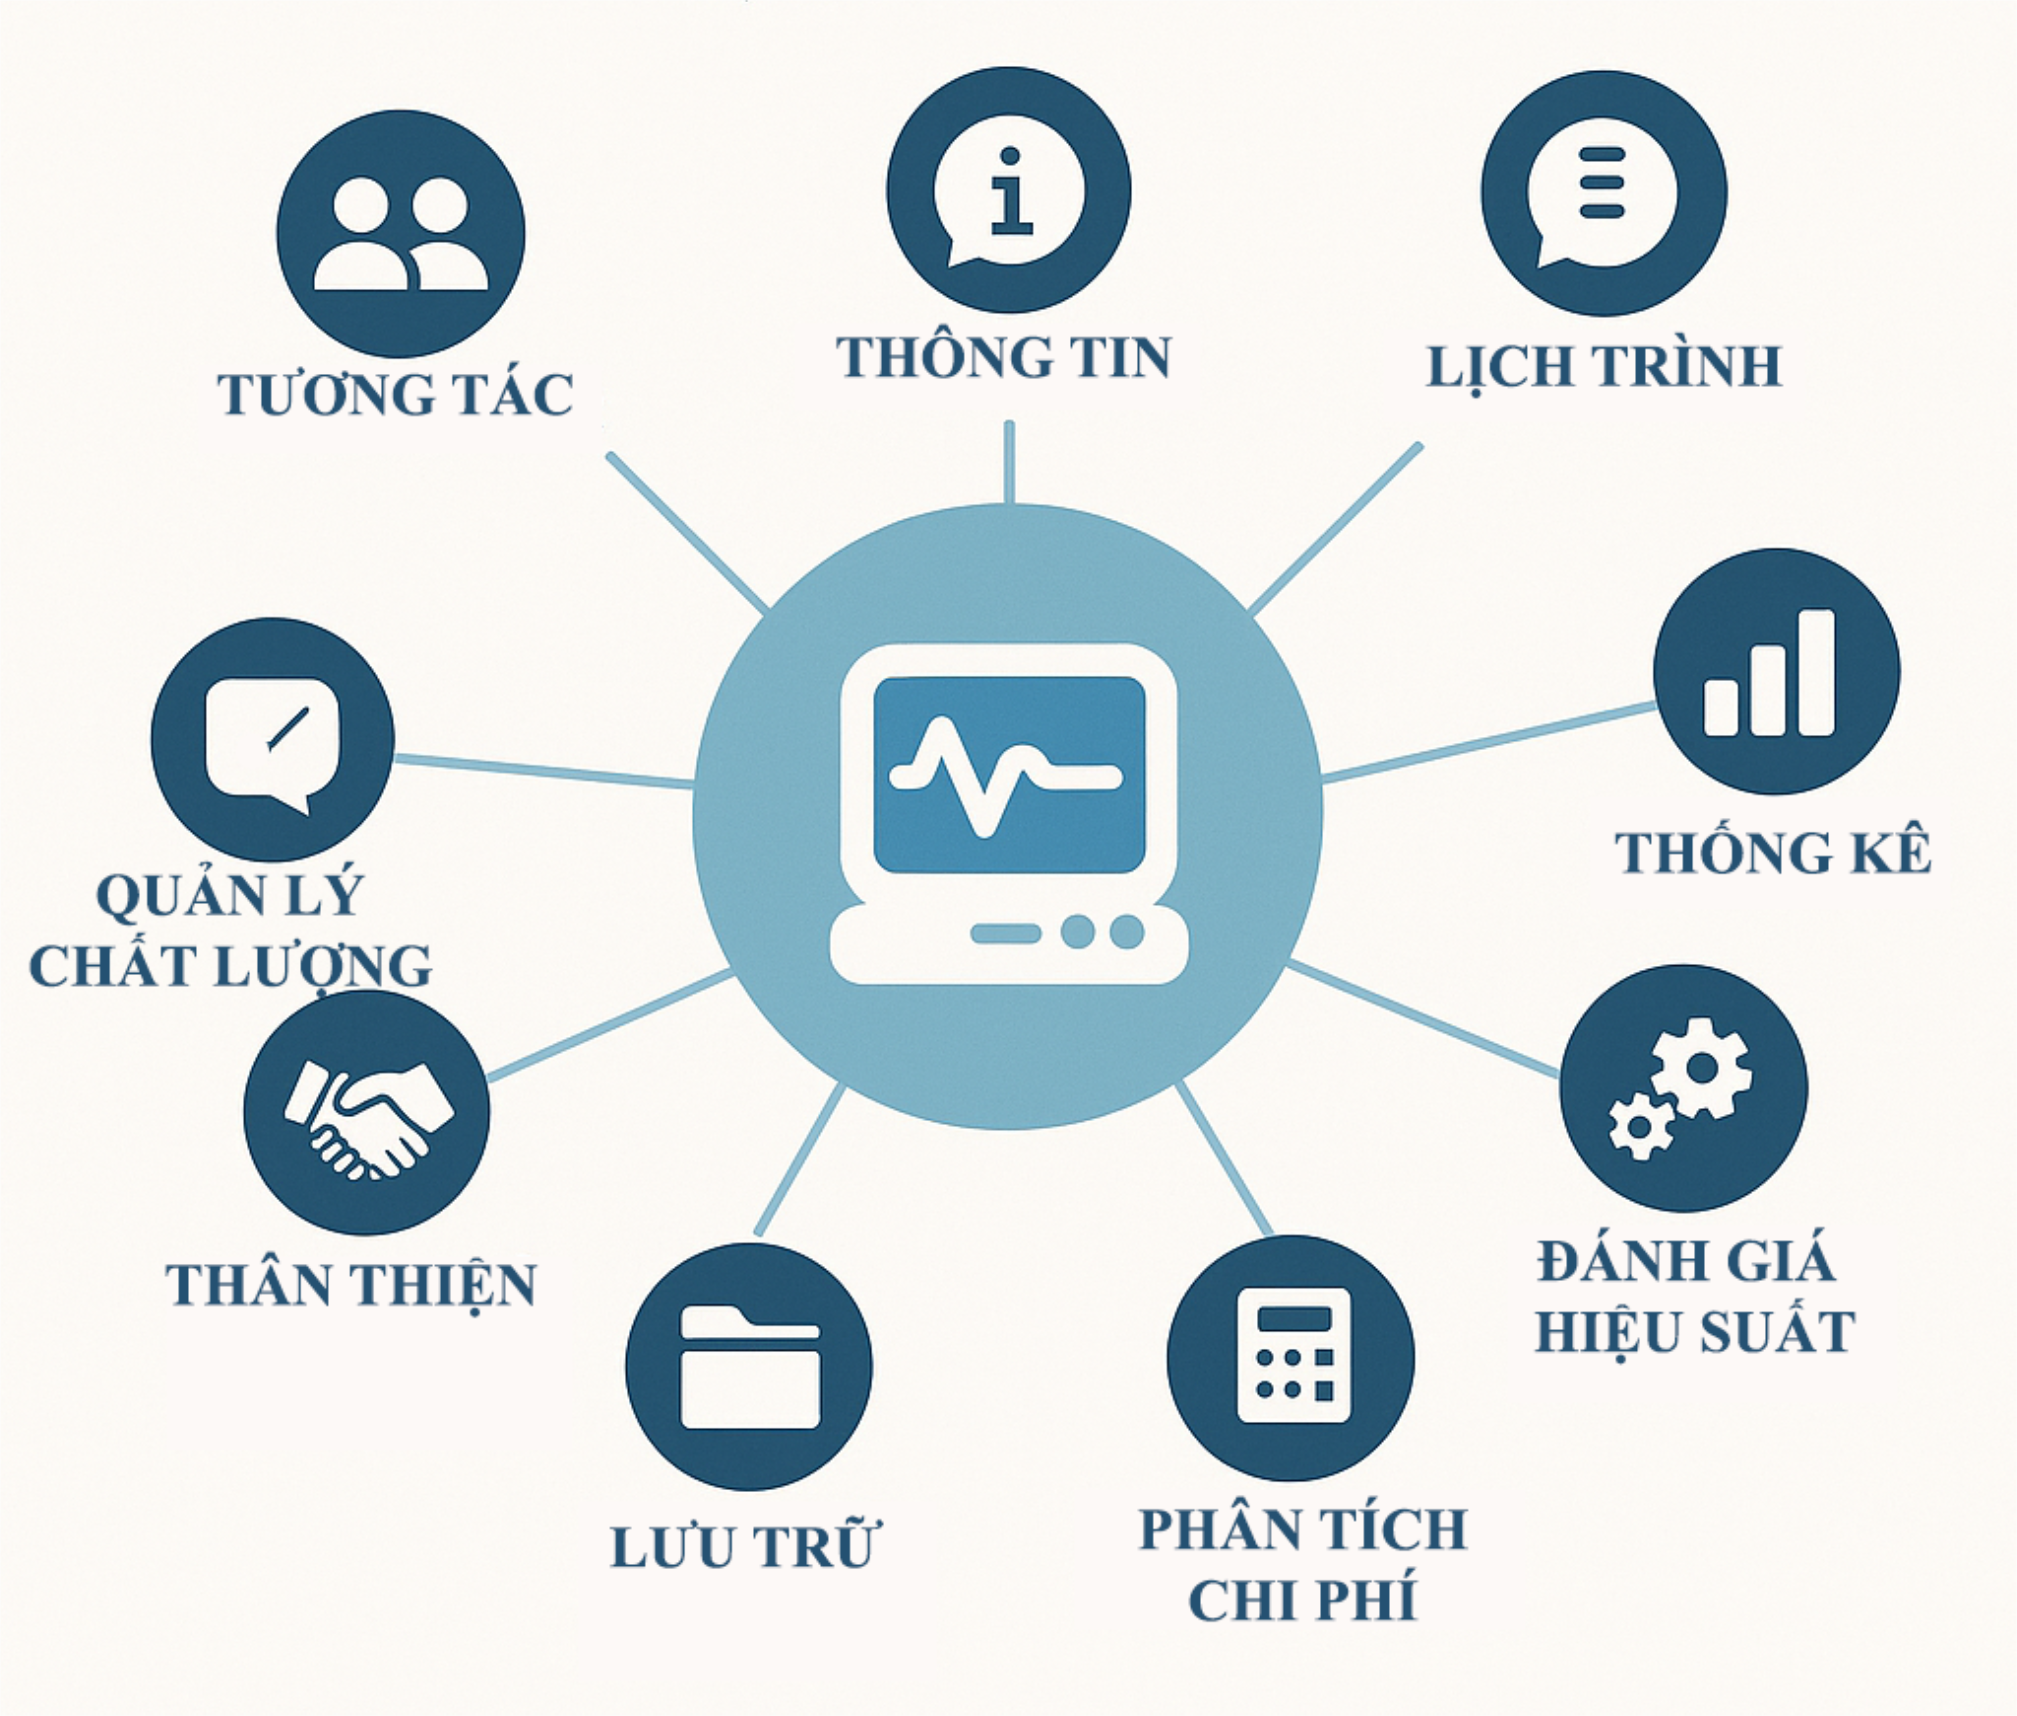 TƯƠNG TÁC
THÔNG TIN
LỊCH TRÌNH
THỐNG KÊ
QUẢN LÝ
CHẤT LƯỢNG
THÂN THIỆN
ĐÁNH GIÁ
HIỆU SUẤT
LƯU TRỮ
PHÂN TÍCH
CHI PHÍ